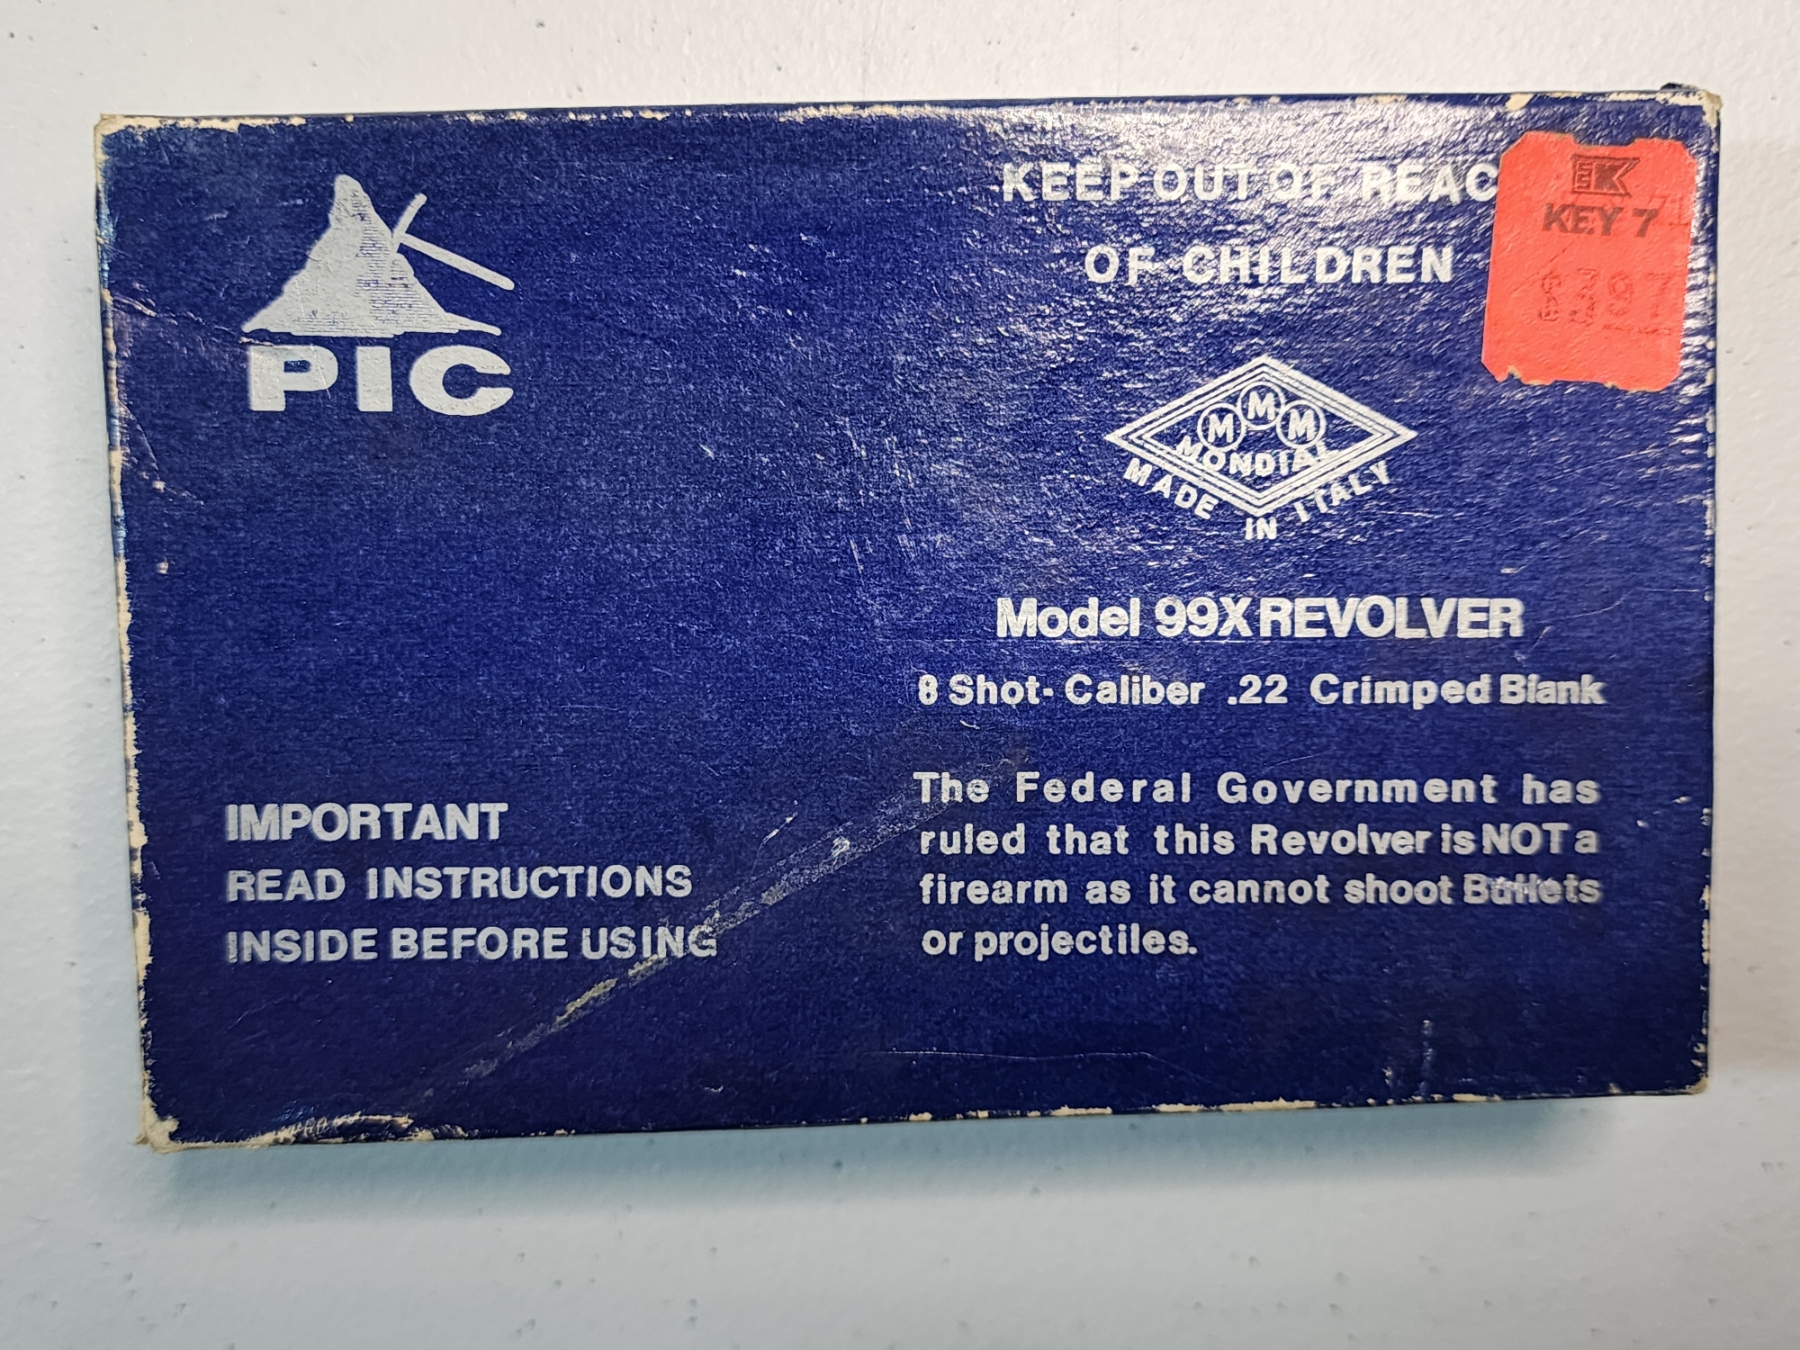 PIC
IMPORTANT
READ INSTRUCTIONS
INSIDE BEFORE USING
KEEP OUT OF REAC
OF CHILDREN
KEY 7
M M M
MONDIAL
MADE IN ITALY
Model 99X REVOLVER
8 Shot- Caliber .22 Crimped Blank
The Federal Government has
ruled that this Revolver is NOT a
firearm as it cannot shoot Bullets
or projectiles.